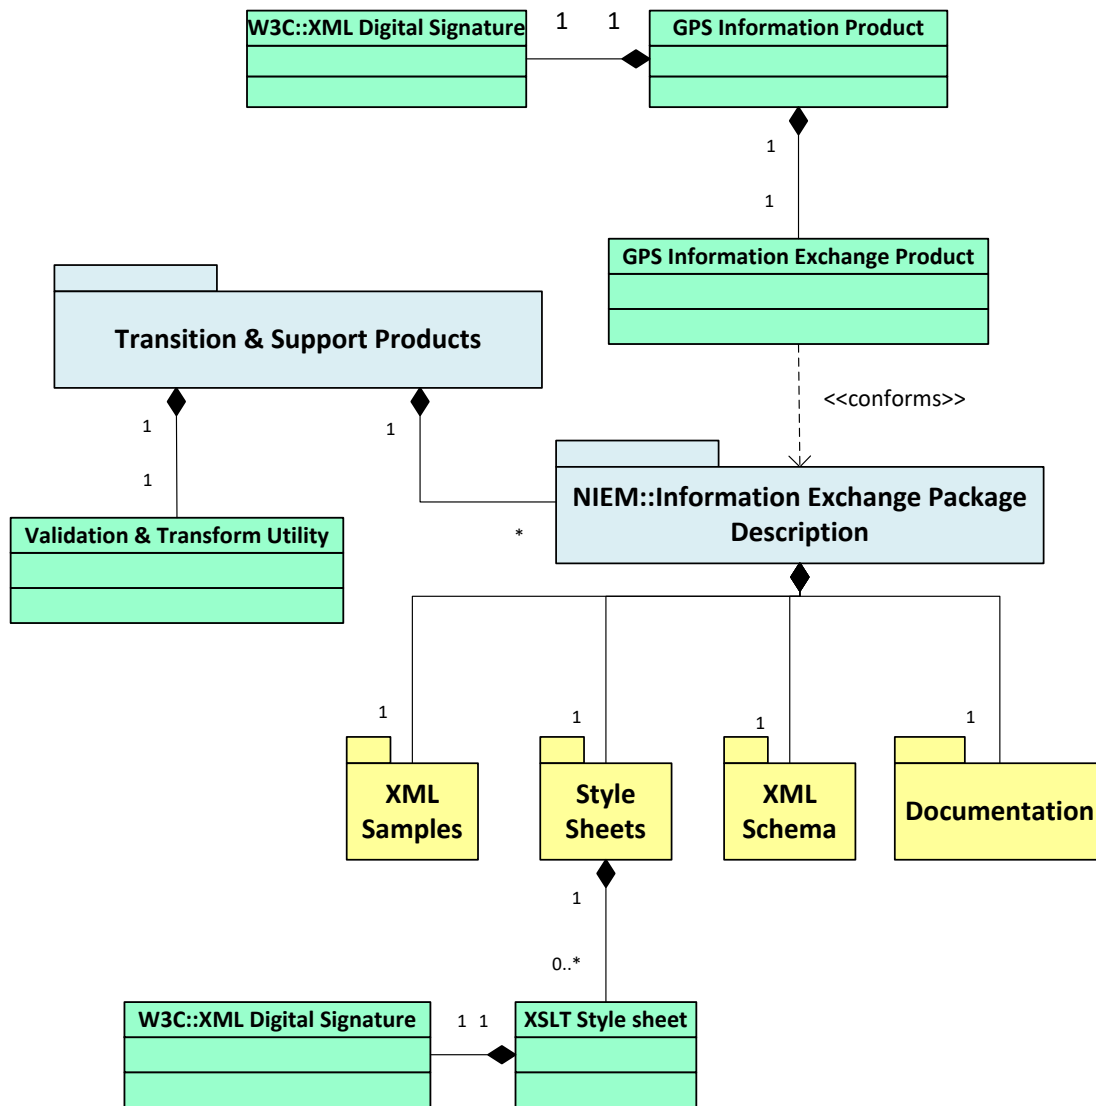 W3C::XML Digital Signature
1
1
GPS Information Product
1
1
GPS Information Exchange Product
Transition & Support Products
<<conforms>>
1
1
1
NIEM::Information Exchange Package
Description
Validation & Transform Utility
*
1
1
1
1
XML
Samples
Style
Sheets
XML
Schema
Documentation
1
0..*
W3C::XML Digital Signature
1
1
XSLT Style sheet